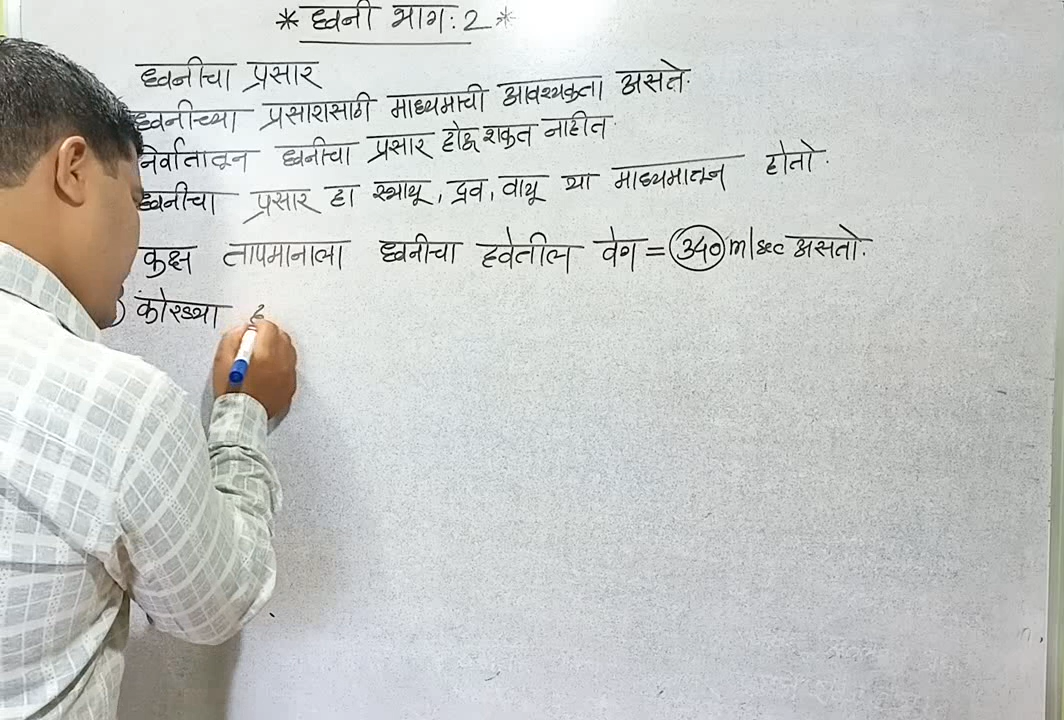 * ध्वनी भाग : 2 *
ध्वनीचा प्रसार
ध्वनीच्या प्रसारासाठी माध्यमाची आवश्यकता असते.
निर्वातातून ध्वनीचा प्रसार होऊ शकत नाहीत.
ध्वनीचा प्रसार हा स्थायू, द्रव, वायू या माध्यमातून होतो.
कक्ष तापमानाला ध्वनीचा हवेतील वेग = 340 m/sec असतो.
कोरड्या